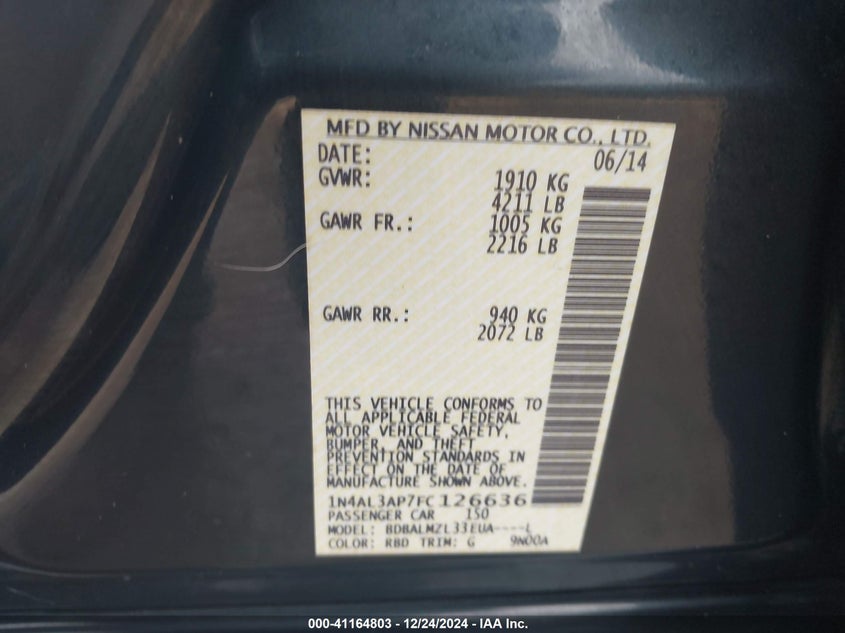 MFD BY NISSAN MOTOR CO., LTD.
DATE: 06/14
GVWR: 1910 KG
4211 LB
GAWR FR.: 1005 KG
2216 LB
GAWR RR.: 940 KG
2072 LB
THIS VEHICLE CONFORMS TO
ALL APPLICABLE FEDERAL
MOTOR VEHICLE SAFETY,
BUMPER, AND THEFT
PREVENTION STANDARDS IN
EFFECT ON THE DATE OF
MANUFACTURE SHOWN ABOVE.
1N4AL3AP7FC126636
PASSENGER CAR 150
MODEL: BDBALMZL33EUA----L
COLOR: RBD TRIM: G 9N00A
000-41164803 - 12/24/2024 - IAA Inc.